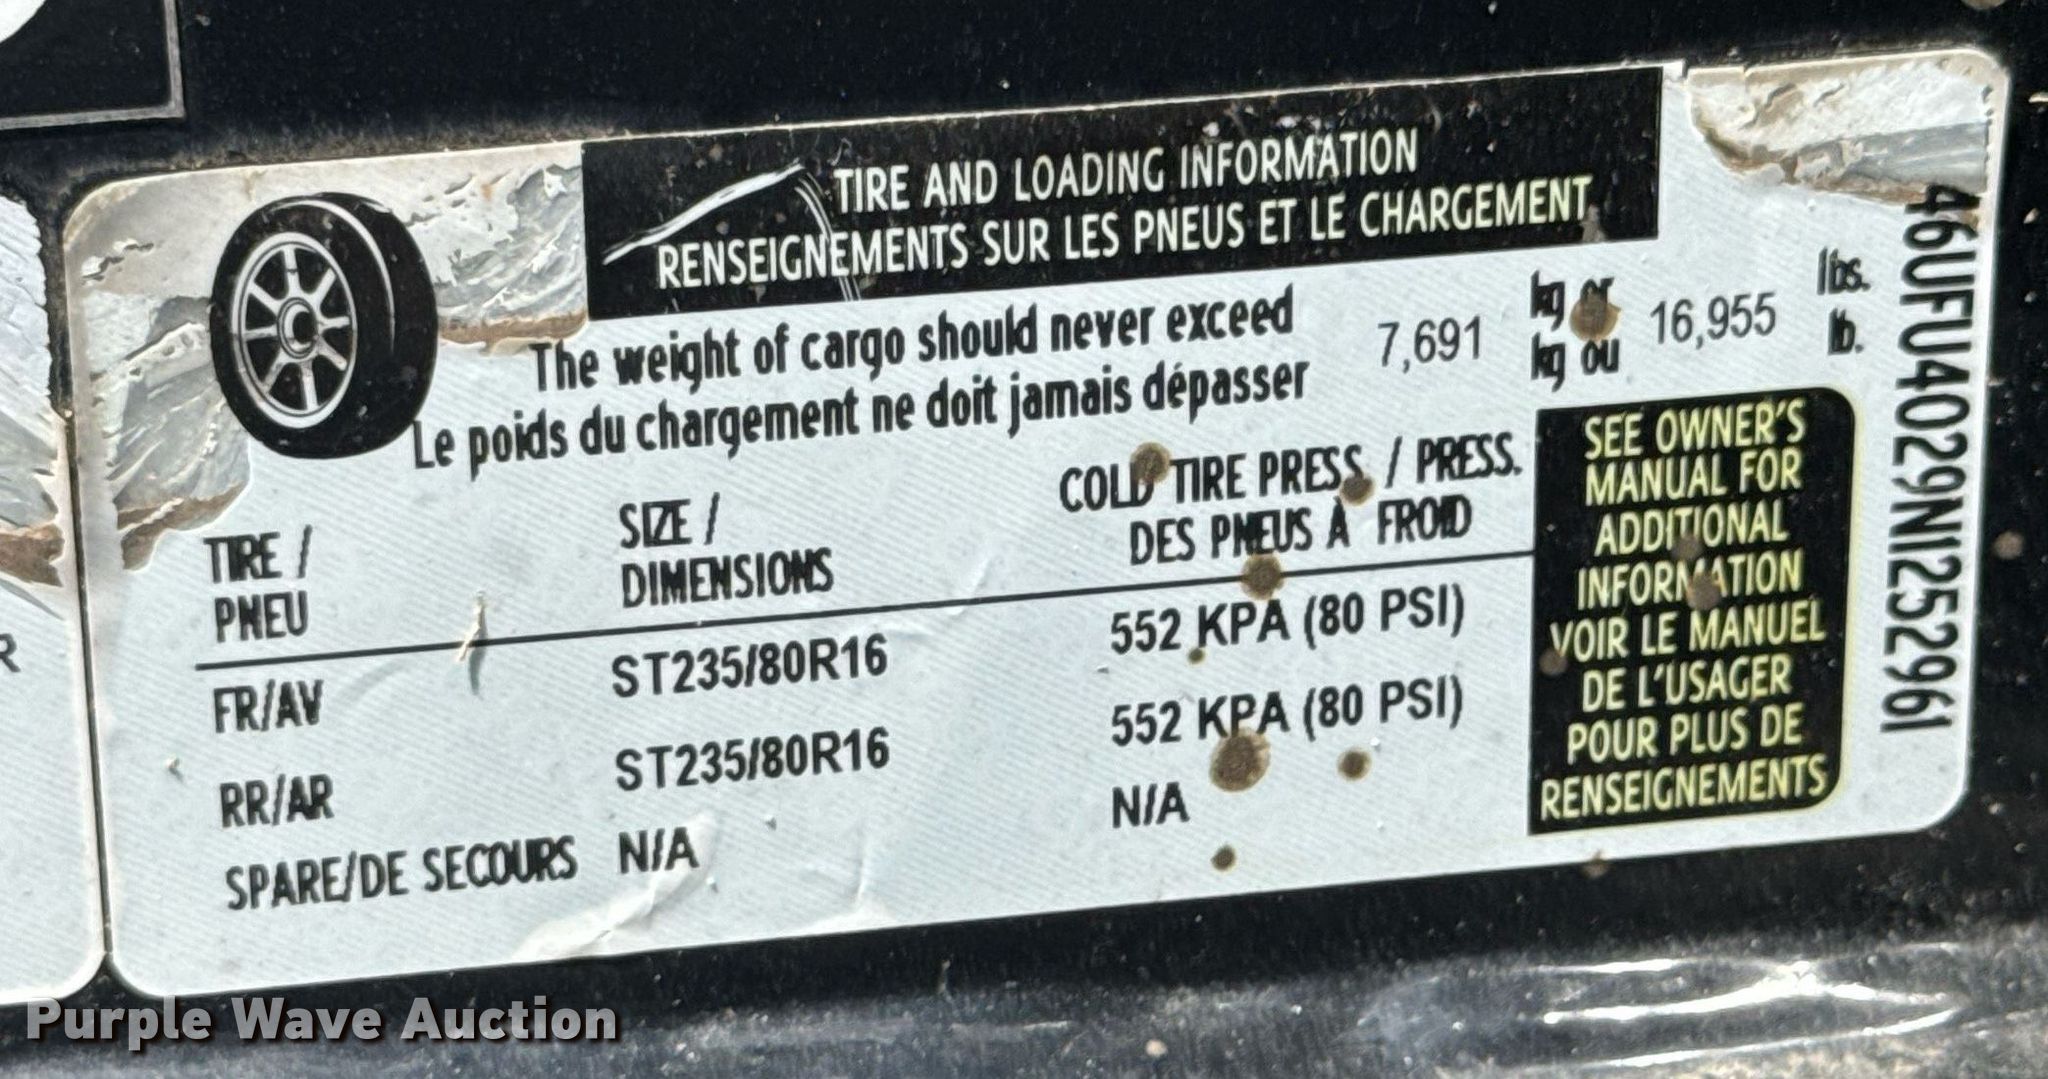 TIRE AND LOADING INFORMATION
RENSEIGNEMENTS SUR LES PNEUS ET LE CHARGEMENT
The weight of cargo should never exceed 7,691 kg or 16,955 lbs.
Le poids du chargement ne doit jamais dépasser kg ou lb.
TIRE / PNEU
SIZE / DIMENSIONS
COLD TIRE PRESS. / PRESS.
DES PNEUS À FROID
FR/AV ST235/80R16 552 KPA (80 PSI)
RR/AR ST235/80R16 552 KPA (80 PSI)
SPARE/DE SECOURS N/A N/A
SEE OWNER'S
MANUAL FOR
ADDITIONAL
INFORMATION
VOIR LE MANUEL
DE L'USAGER
POUR PLUS DE
RENSEIGNEMENTS
46UFU4029N1252961
R
Purple Wave Auction